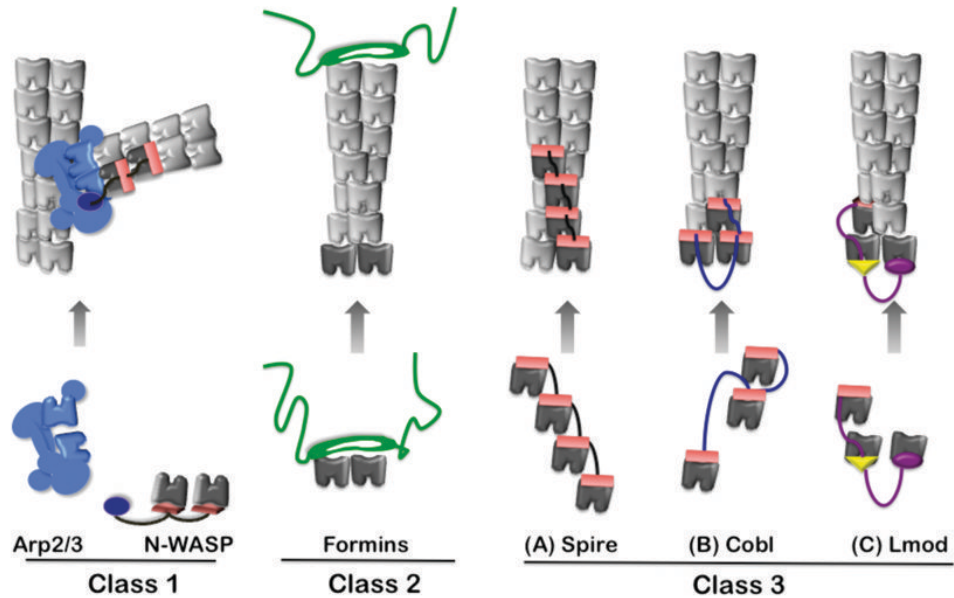 Arp2/3 N-WASP Formins (A) Spire (B) Cobl (C) Lmod
Class 1 Class 2 Class 3